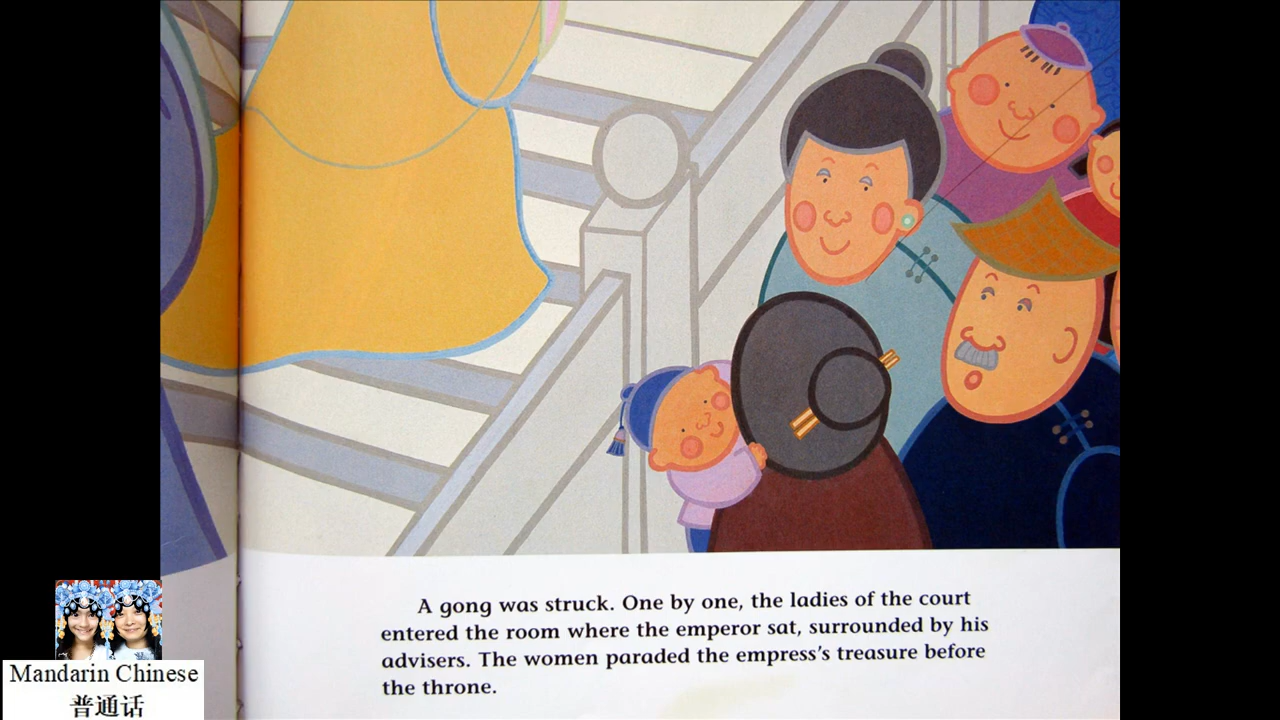 A gong was struck. One by one, the ladies of the court
entered the room where the emperor sat, surrounded by his
advisers. The women paraded the empress's treasure before
the throne.
Mandarin Chinese
普通话